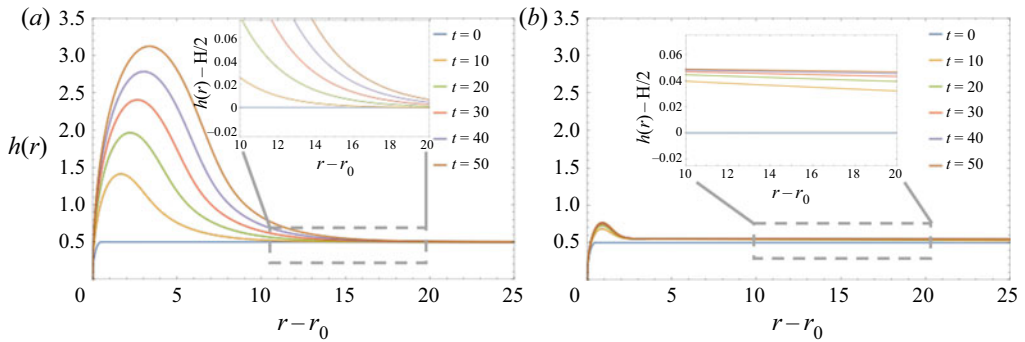 (a)
3.5
3.0
2.5
2.0
1.5
1.0
0.5
0
h(r)
0
5
10
15
20
25
r – r0
h(r) – H/2
0.06
0.04
0.02
0
–0.02
10
12
14
16
18
20
r – r0
t = 0
t = 10
t = 20
t = 30
t = 40
t = 50
(b)
3.5
3.0
2.5
2.0
1.5
1.0
0.5
0
0
5
10
15
20
25
r – r0
h(r) – H/2
0.06
0.04
0.02
0
–0.02
10
12
14
16
18
20
r – r0
t = 0
t = 10
t = 20
t = 30
t = 40
t = 50